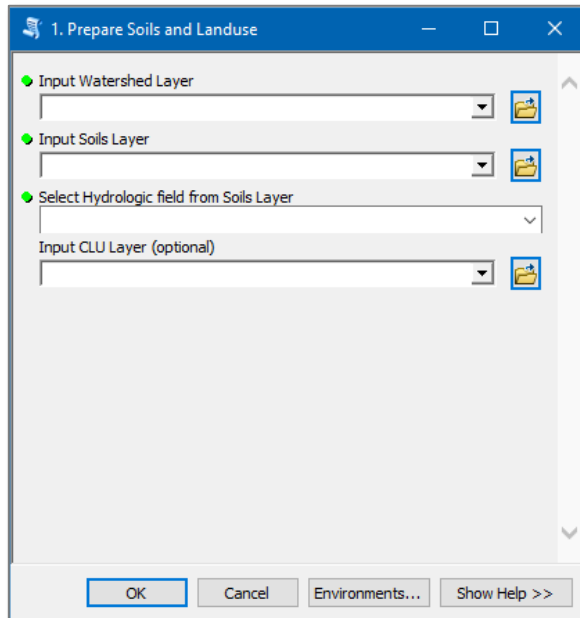 1. Prepare Soils and Landuse
Input Watershed Layer
Input Soils Layer
Select Hydrologic field from Soils Layer
Input CLU Layer (optional)
OK Cancel Environments... Show Help >>